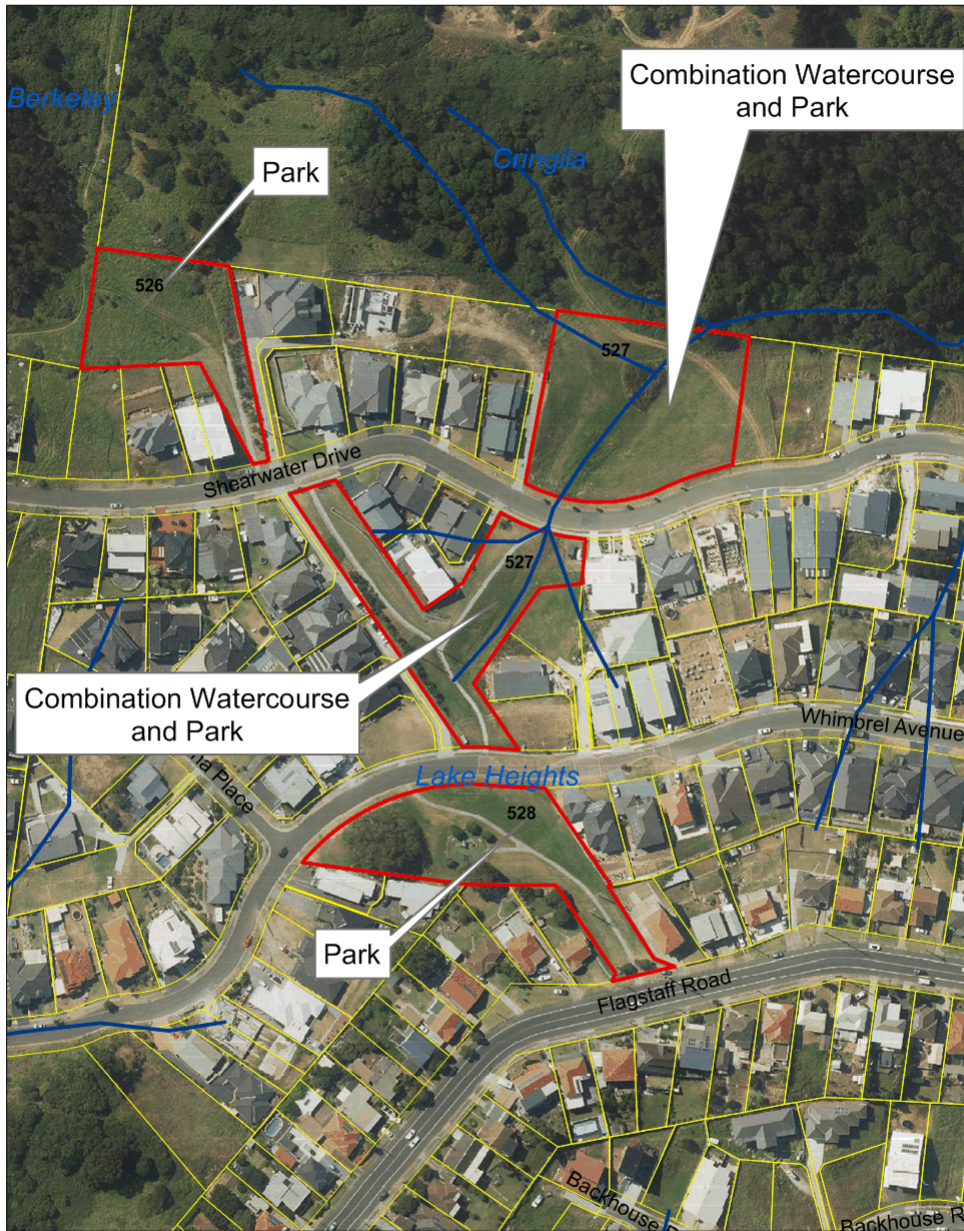 Combination Watercourse
and Park
Berkeley
Cringila
Park
526
527
Shearwater Drive
527
Combination Watercourse
and Park
Whimbrel Avenue
Lake Heights
Place
528
Park
Flagstaff Road
Backhouse
Backhouse R